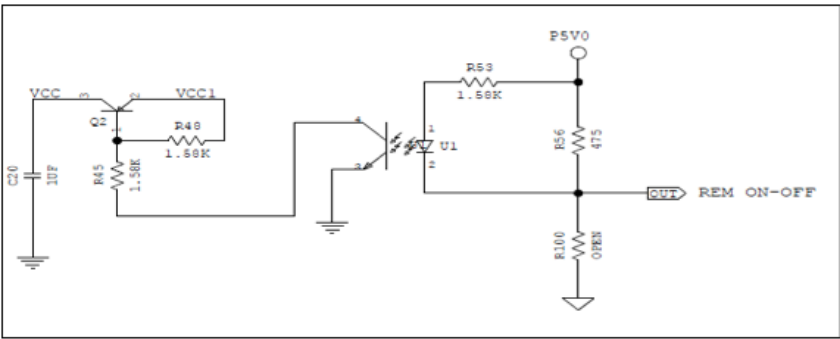 P5V0
R53
1.58K
VCC 3 2 VCC1
Q2
1
R48
1.58K
C20
1UF
R45
1.58K
4
3
1
U1
2
R56
475
OUT REM ON-OFF
R100
OPEN